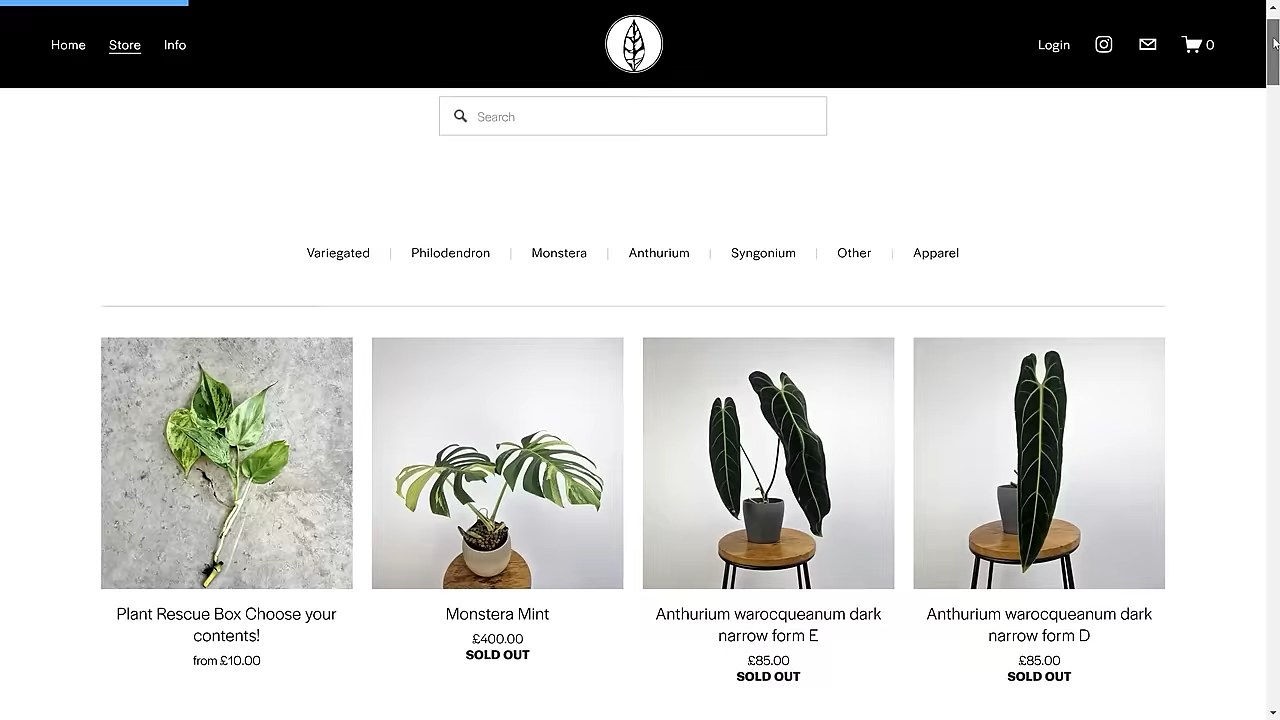 Home Store Info Login 0
Search
Variegated | Philodendron | Monstera | Anthurium | Syngonium | Other | Apparel
Plant Rescue Box Choose your
contents!
from £10.00
Monstera Mint
£400.00
SOLD OUT
Anthurium warocqueanum dark
narrow form E
£85.00
SOLD OUT
Anthurium warocqueanum dark
narrow form D
£85.00
SOLD OUT